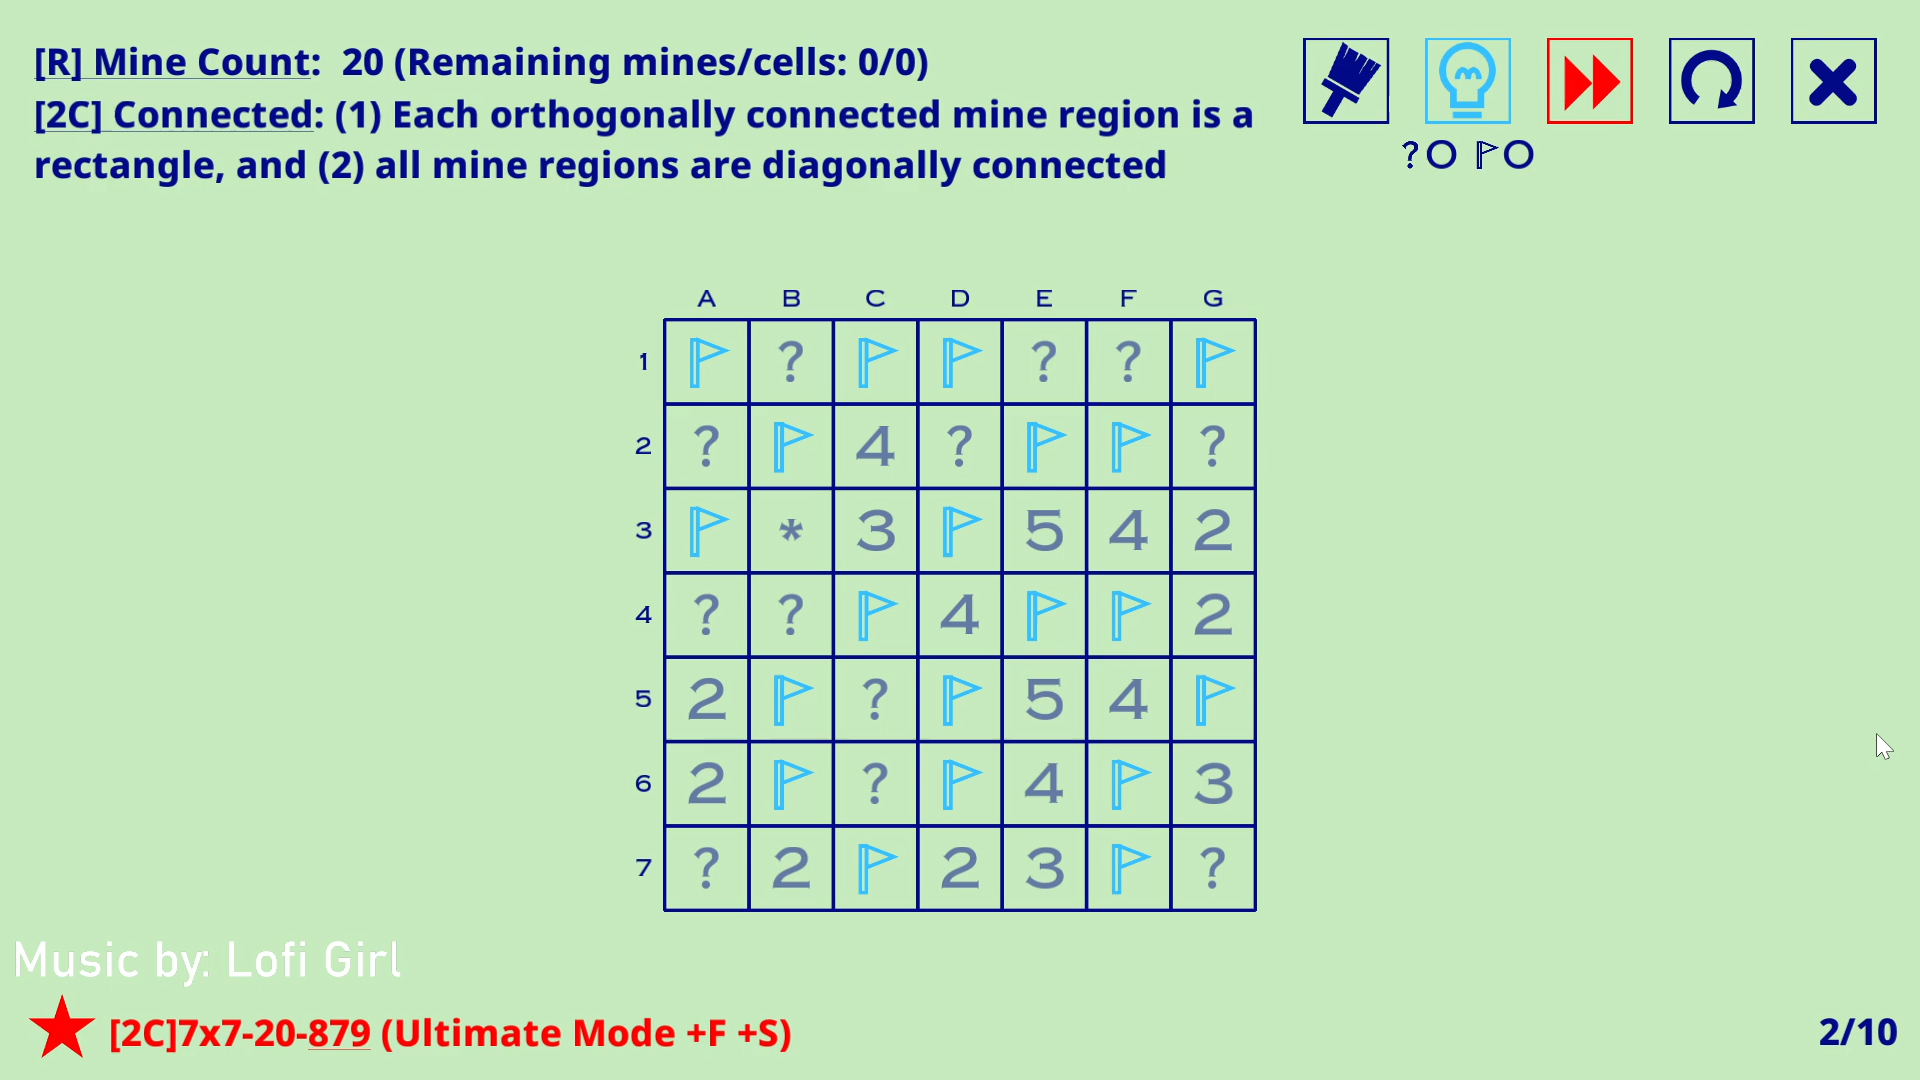 [R] Mine Count: 20 (Remaining mines/cells: 0/0)
[2C] Connected: (1) Each orthogonally connected mine region is a
rectangle, and (2) all mine regions are diagonally connected
?
A B C D E F G
1 ? ? ?
2 ? 4 ? ?
3 * 3 5 4 2
4 ? ? 4 2
5 2 ? 5 4
6 2 ? 4 3
7 ? 2 2 3 ?
Music by: Lofi Girl
[2C]7x7-20-879 (Ultimate Mode +F +S)
2/10